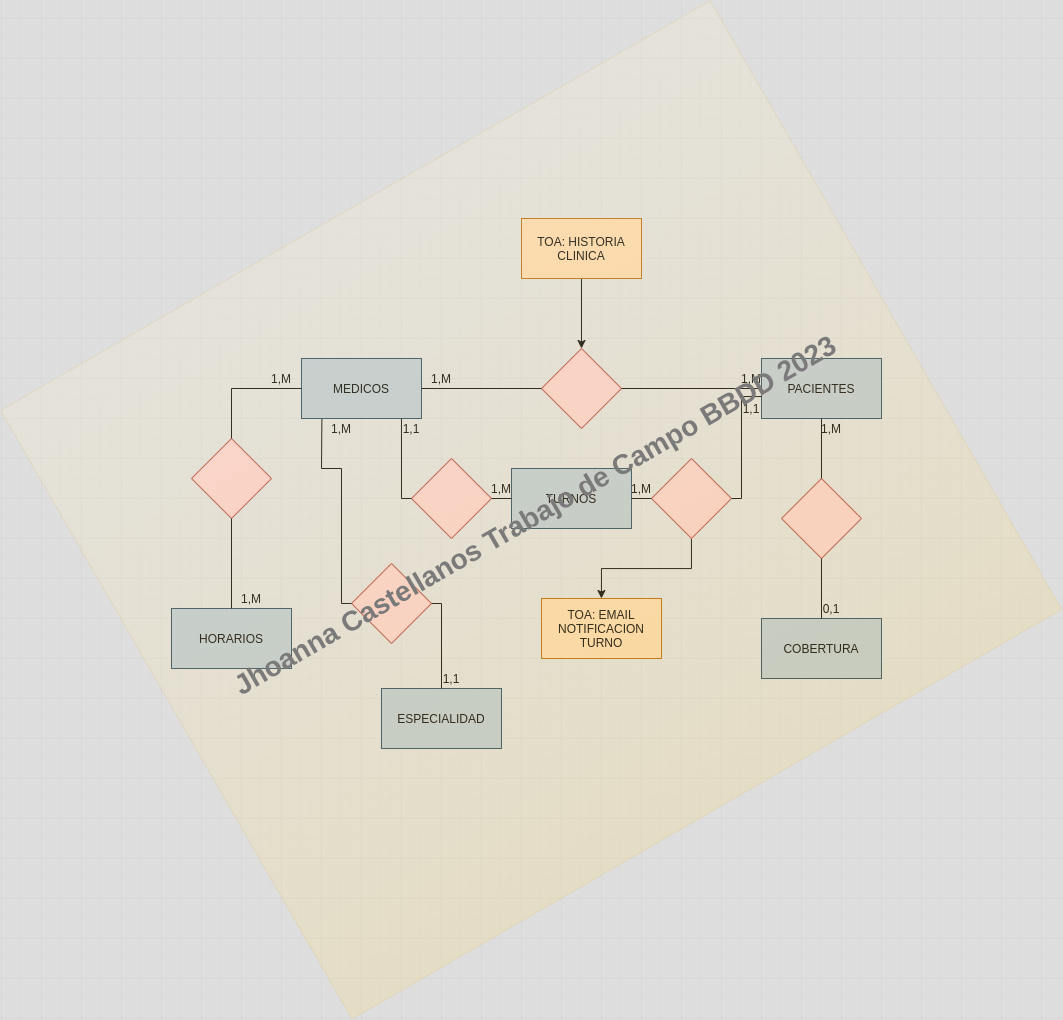 TOA: HISTORIA
CLINICA
1,M
MEDICOS
1,M
1,M
PACIENTES
1,M
1,1
1,1
1,M
1,M
TURNOS
1,M
1,M
HORARIOS
TOA: EMAIL
NOTIFICACION
TURNO
0,1
COBERTURA
1,1
ESPECIALIDAD
Jhoanna Castellanos Trabajo de Campo BBDD 2023